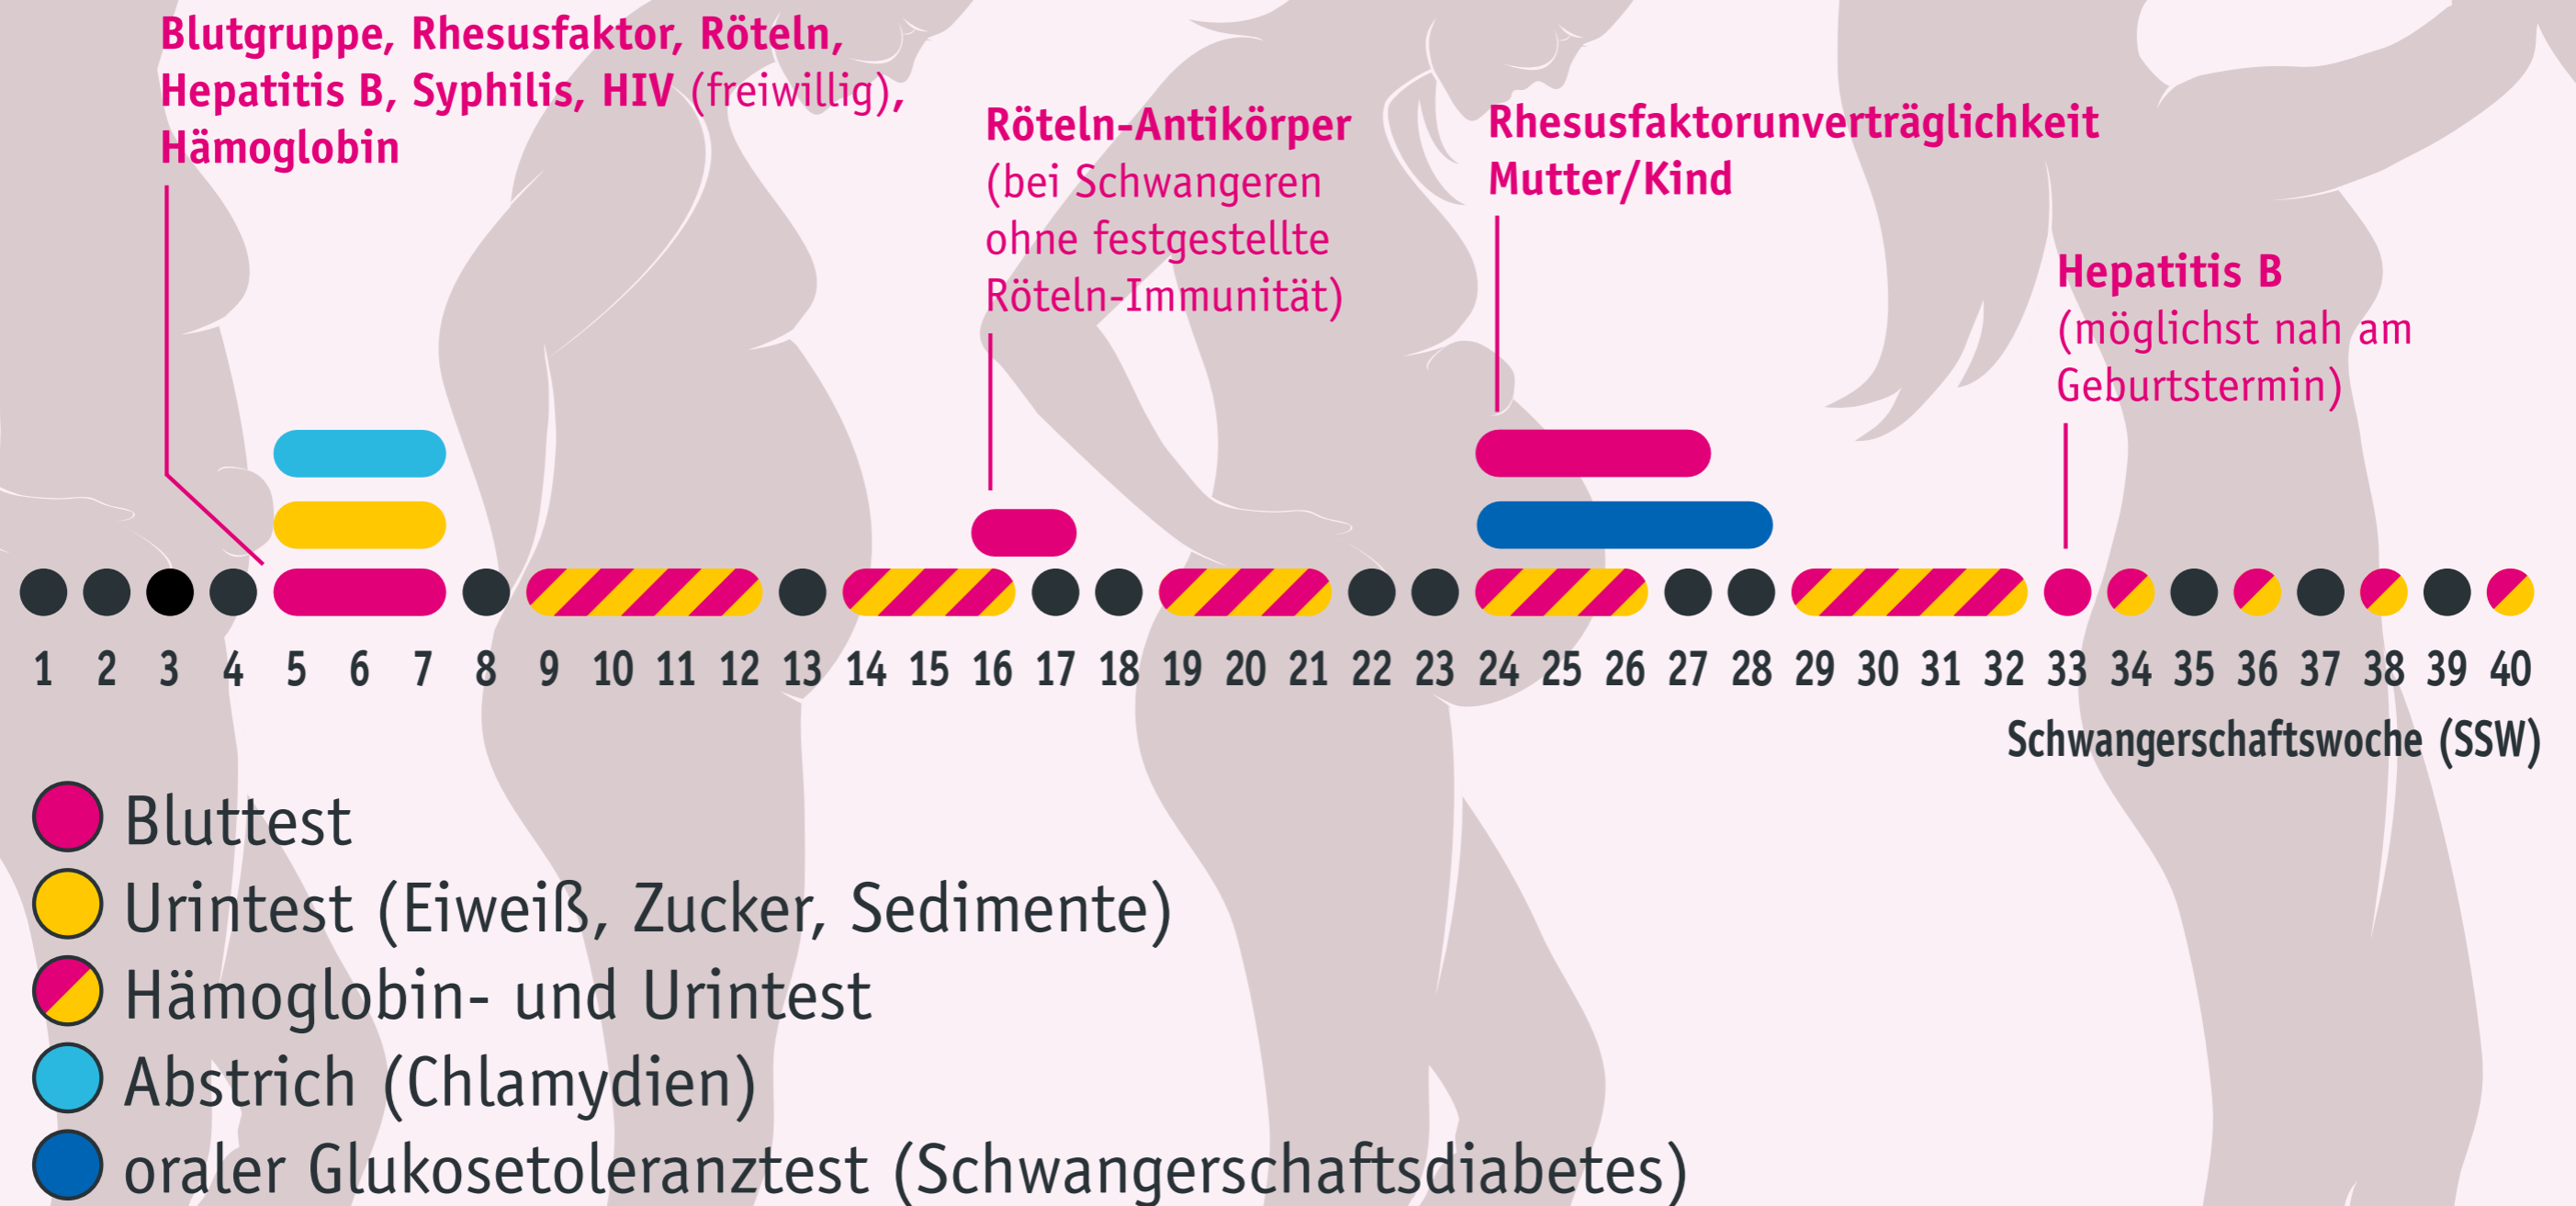 Blutgruppe, Rhesusfaktor, Röteln,
Hepatitis B, Syphilis, HIV (freiwillig),
Hämoglobin
Röteln-Antikörper
(bei Schwangeren
ohne festgestellte
Röteln-Immunität)
Rhesusfaktorunverträglichkeit
Mutter/Kind
Hepatitis B
(möglichst nah am
Geburtstermin)
1 2 3 4 5 6 7 8 9 10 11 12 13 14 15 16 17 18 19 20 21 22 23 24 25 26 27 28 29 30 31 32 33 34 35 36 37 38 39 40
Schwangerschaftswoche (SSW)
Bluttest
Urintest (Eiweiß, Zucker, Sedimente)
Hämoglobin- und Urintest
Abstrich (Chlamydien)
oraler Glukosetoleranztest (Schwangerschaftsdiabetes)